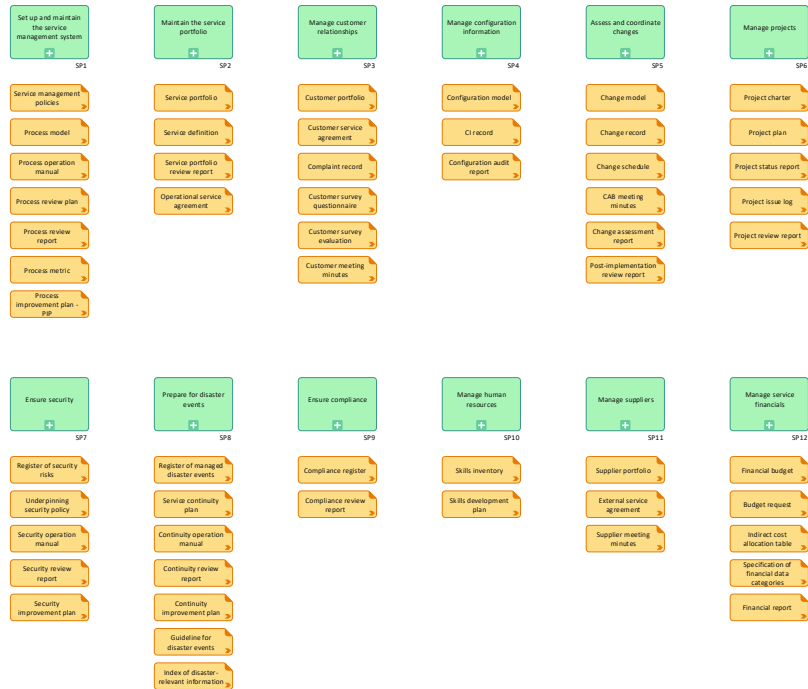 Set up and maintain
the service
management system
SP1
Service management
policies
Process model
Process operation
manual
Process review plan
Process review
report
Process metric
Process
improvement plan -
PIP
Maintain the service
portfolio
SP2
Service portfolio
Service definition
Service portfolio
review report
Operational service
agreement
Manage customer
relationships
SP3
Customer portfolio
Customer service
agreement
Complaint record
Customer survey
questionnaire
Customer survey
evaluation
Customer meeting
minutes
Manage configuration
information
SP4
Configuration model
CI record
Configuration audit
report
Assess and coordinate
changes
SP5
Change model
Change record
Change schedule
CAB meeting
minutes
Change assessment
report
Post-implementation
review report
Manage projects
SP6
Project charter
Project plan
Project status report
Project issue log
Project review report
Ensure security
SP7
Register of security
risks
Underpinning
security policy
Security operation
manual
Security review
report
Security
improvement plan
Prepare for disaster
events
SP8
Register of managed
disaster events
Service continuity
plan
Continuity operation
manual
Continuity review
report
Continuity
improvement plan
Guideline for
disaster events
Index of disaster-
relevant information
Ensure compliance
SP9
Compliance register
Compliance review
report
Manage human
resources
SP10
Skills inventory
Skills development
plan
Manage suppliers
SP11
Supplier portfolio
External service
agreement
Supplier meeting
minutes
Manage service
financials
SP12
Financial budget
Budget request
Indirect cost
allocation table
Specification of
financial data
categories
Financial report